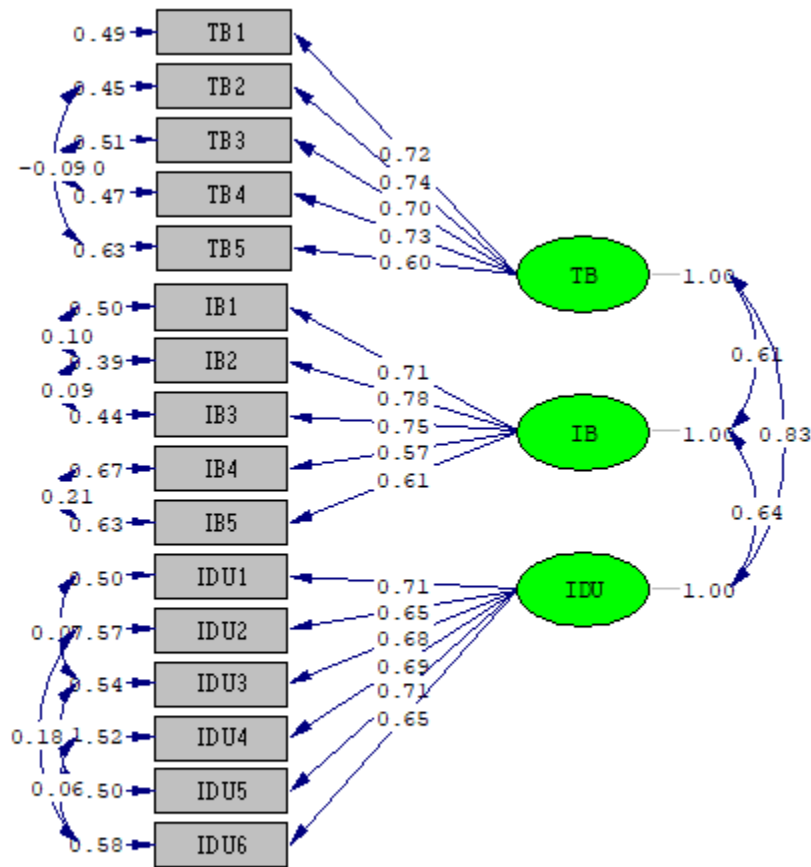 0.49 TB1
0.45 TB2
0.51 TB3
-0.09 0
0.47 TB4
0.63 TB5
0.72
0.74
0.70
0.73
0.60
TB 1.00
0.50 IB1
0.10
0.39 IB2
0.09
0.44 IB3
0.67 IB4
0.21
0.63 IB5
0.71
0.78
0.75
0.57
0.61
IB 1.00
0.61
0.83
0.64
0.50 IDU1
0.07 .57 IDU2
0.54 IDU3
0.18 .52 IDU4
0.06 .50 IDU5
0.58 IDU6
0.71
0.65
0.68
0.69
0.71
0.65
IDU 1.00